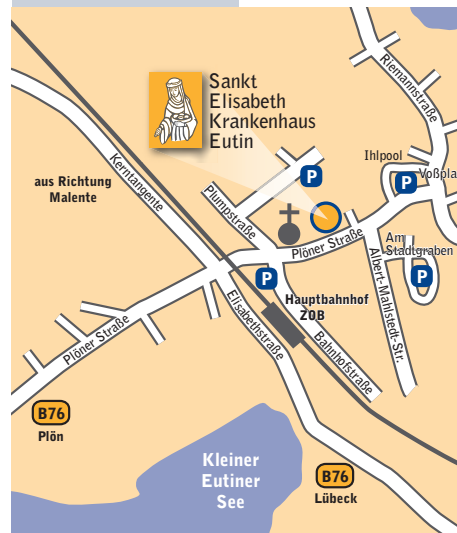 Sankt
Elisabeth
Krankenhaus
Eutin
Riemannstraße
Ihlpool
Voßpla
P
P
aus Richtung
Malente
Kerntangente
Plumpstraße
Plöner Straße
Am
Stadtgraben
P
P
Albert-Mahlstedt-Str.
Hauptbahnhof
ZOB
Elisabethstraße
Bahnhofstraße
Plöner Straße
B76
Plön
Kleiner
Eutiner
See
B76
Lübeck